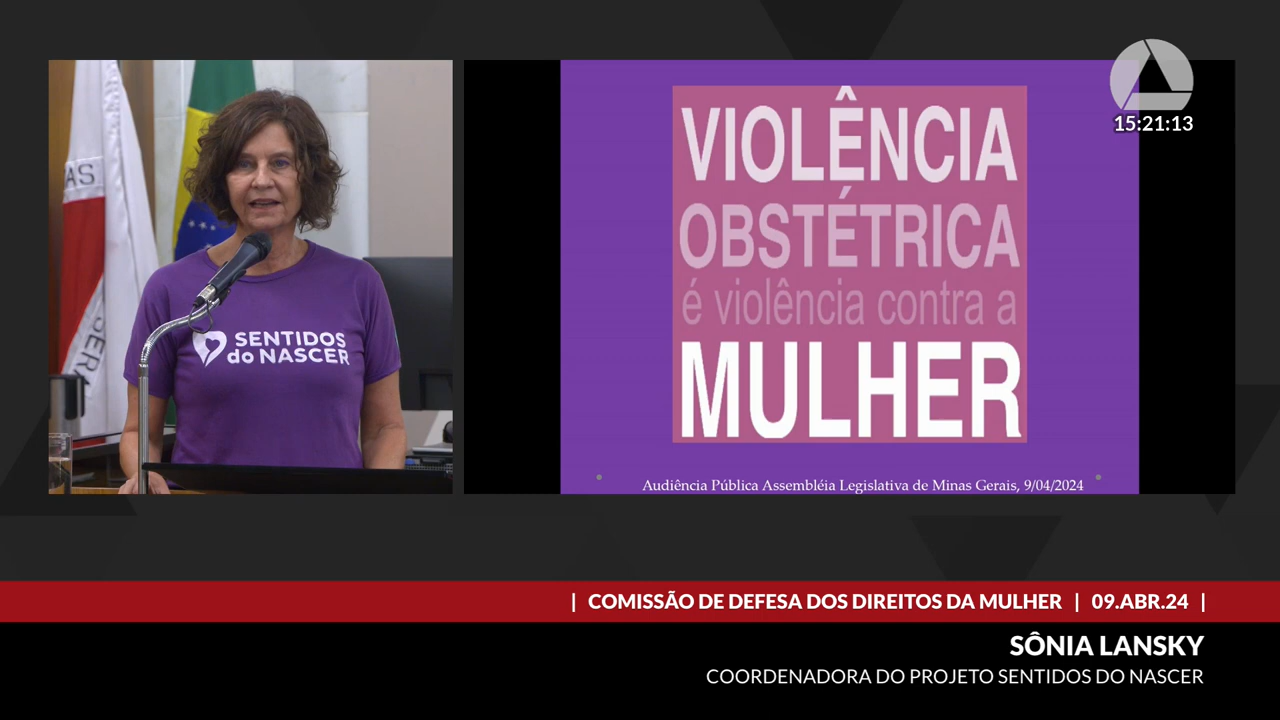 AS
SERA
SENTIDOS
do NASCER
15:21:13
VIOLÊNCIA
OBSTÉTRICA
é violência contra a
MULHER
Audiência Pública Assembléia Legislativa de Minas Gerais, 9/04/2024
| COMISSÃO DE DEFESA DOS DIREITOS DA MULHER | 09.ABR.24 |
SÔNIA LANSKY
COORDENADORA DO PROJETO SENTIDOS DO NASCER